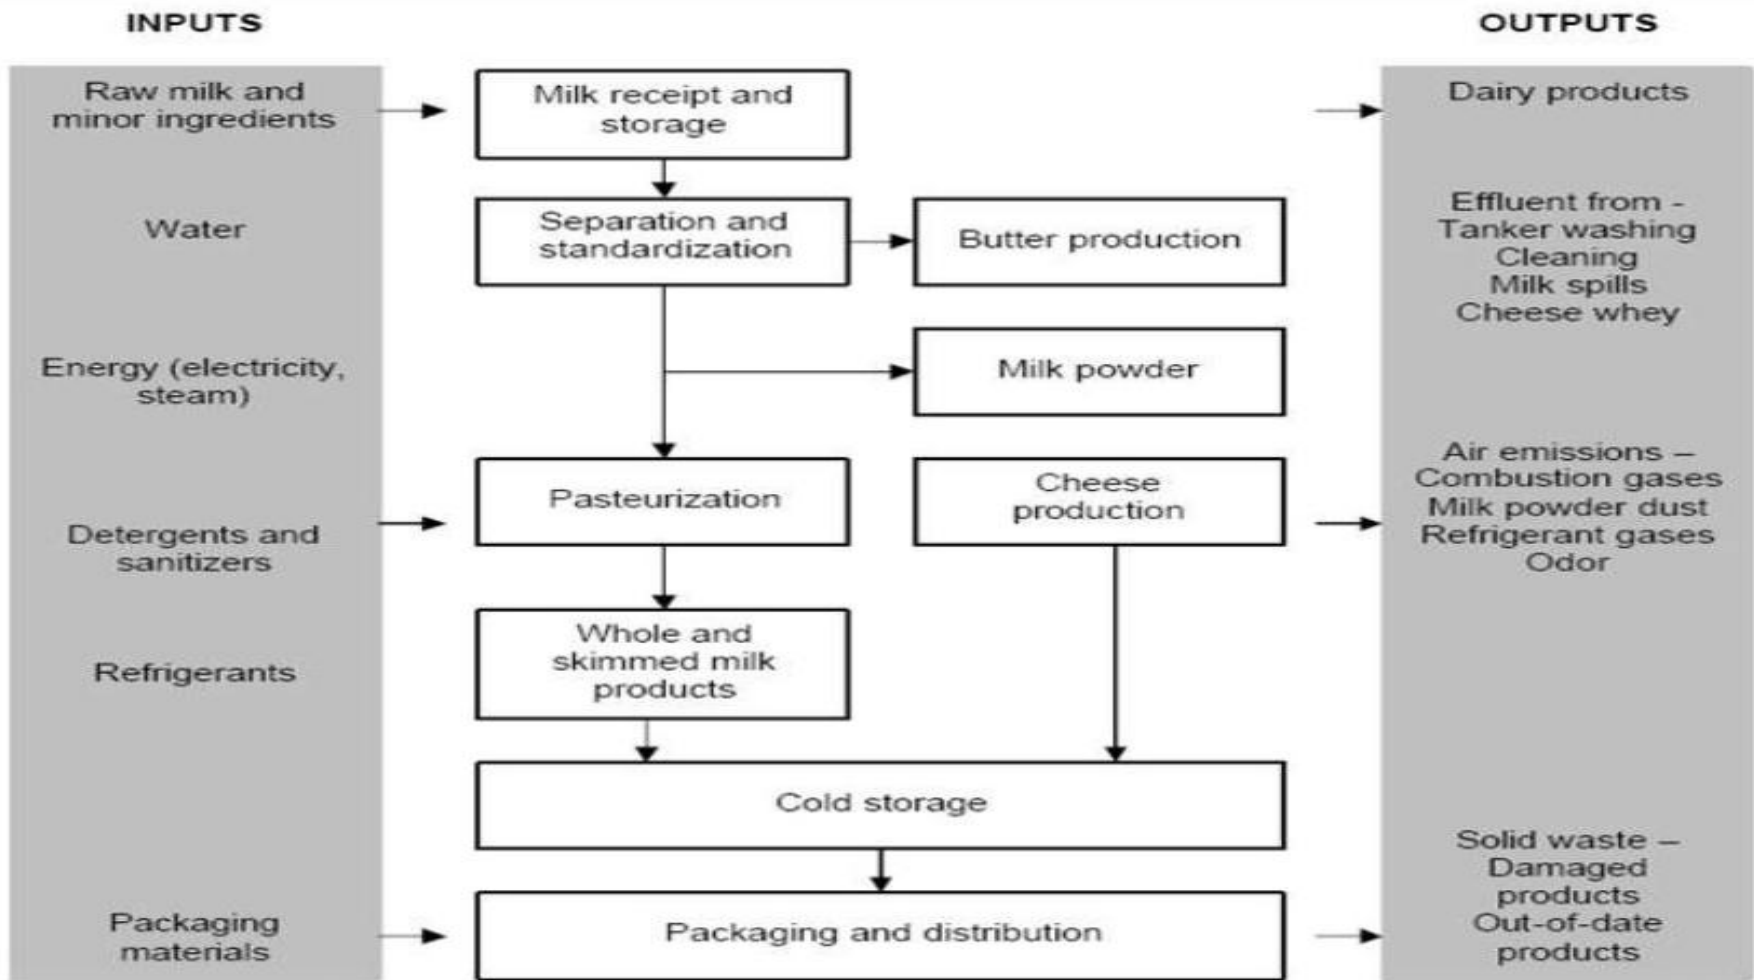 INPUTS
Raw milk and
minor ingredients
Water
Energy (electricity,
steam)
Detergents and
sanitizers
Refrigerants
Packaging
materials
Milk receipt and
storage
Separation and
standardization
Butter production
Milk powder
Pasteurization
Cheese
production
Whole and
skimmed milk
products
Cold storage
Packaging and distribution
OUTPUTS
Dairy products
Effluent from -
Tanker washing
Cleaning
Milk spills
Cheese whey
Air emissions –
Combustion gases
Milk powder dust
Refrigerant gases
Odor
Solid waste –
Damaged
products
Out-of-date
products